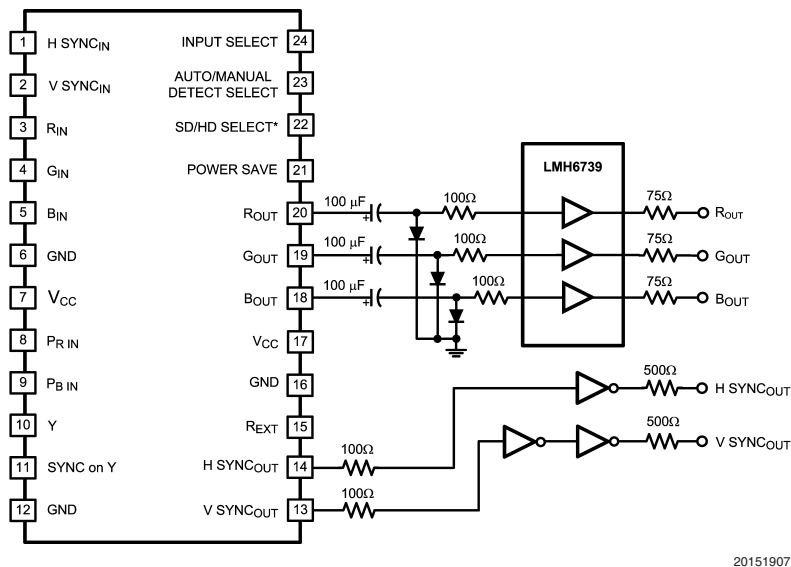 1 H SYNCIN
2 V SYNCIN
3 RIN
4 GIN
5 BIN
6 GND
7 VCC
8 PR IN
9 PB IN
10 Y
11 SYNC on Y
12 GND
INPUT SELECT 24
AUTO/MANUAL
DETECT SELECT 23
SD/HD SELECT* 22
POWER SAVE 21
ROUT 20
GOUT 19
BOUT 18
VCC 17
GND 16
REXT 15
H SYNCOUT 14
V SYNCOUT 13
100 μF
+
100 μF
+
100 μF
+
100Ω
100Ω
100Ω
LMH6739
75Ω
ROUT
75Ω
GOUT
75Ω
BOUT
100Ω
100Ω
500Ω
H SYNCOUT
500Ω
V SYNCOUT
20151907